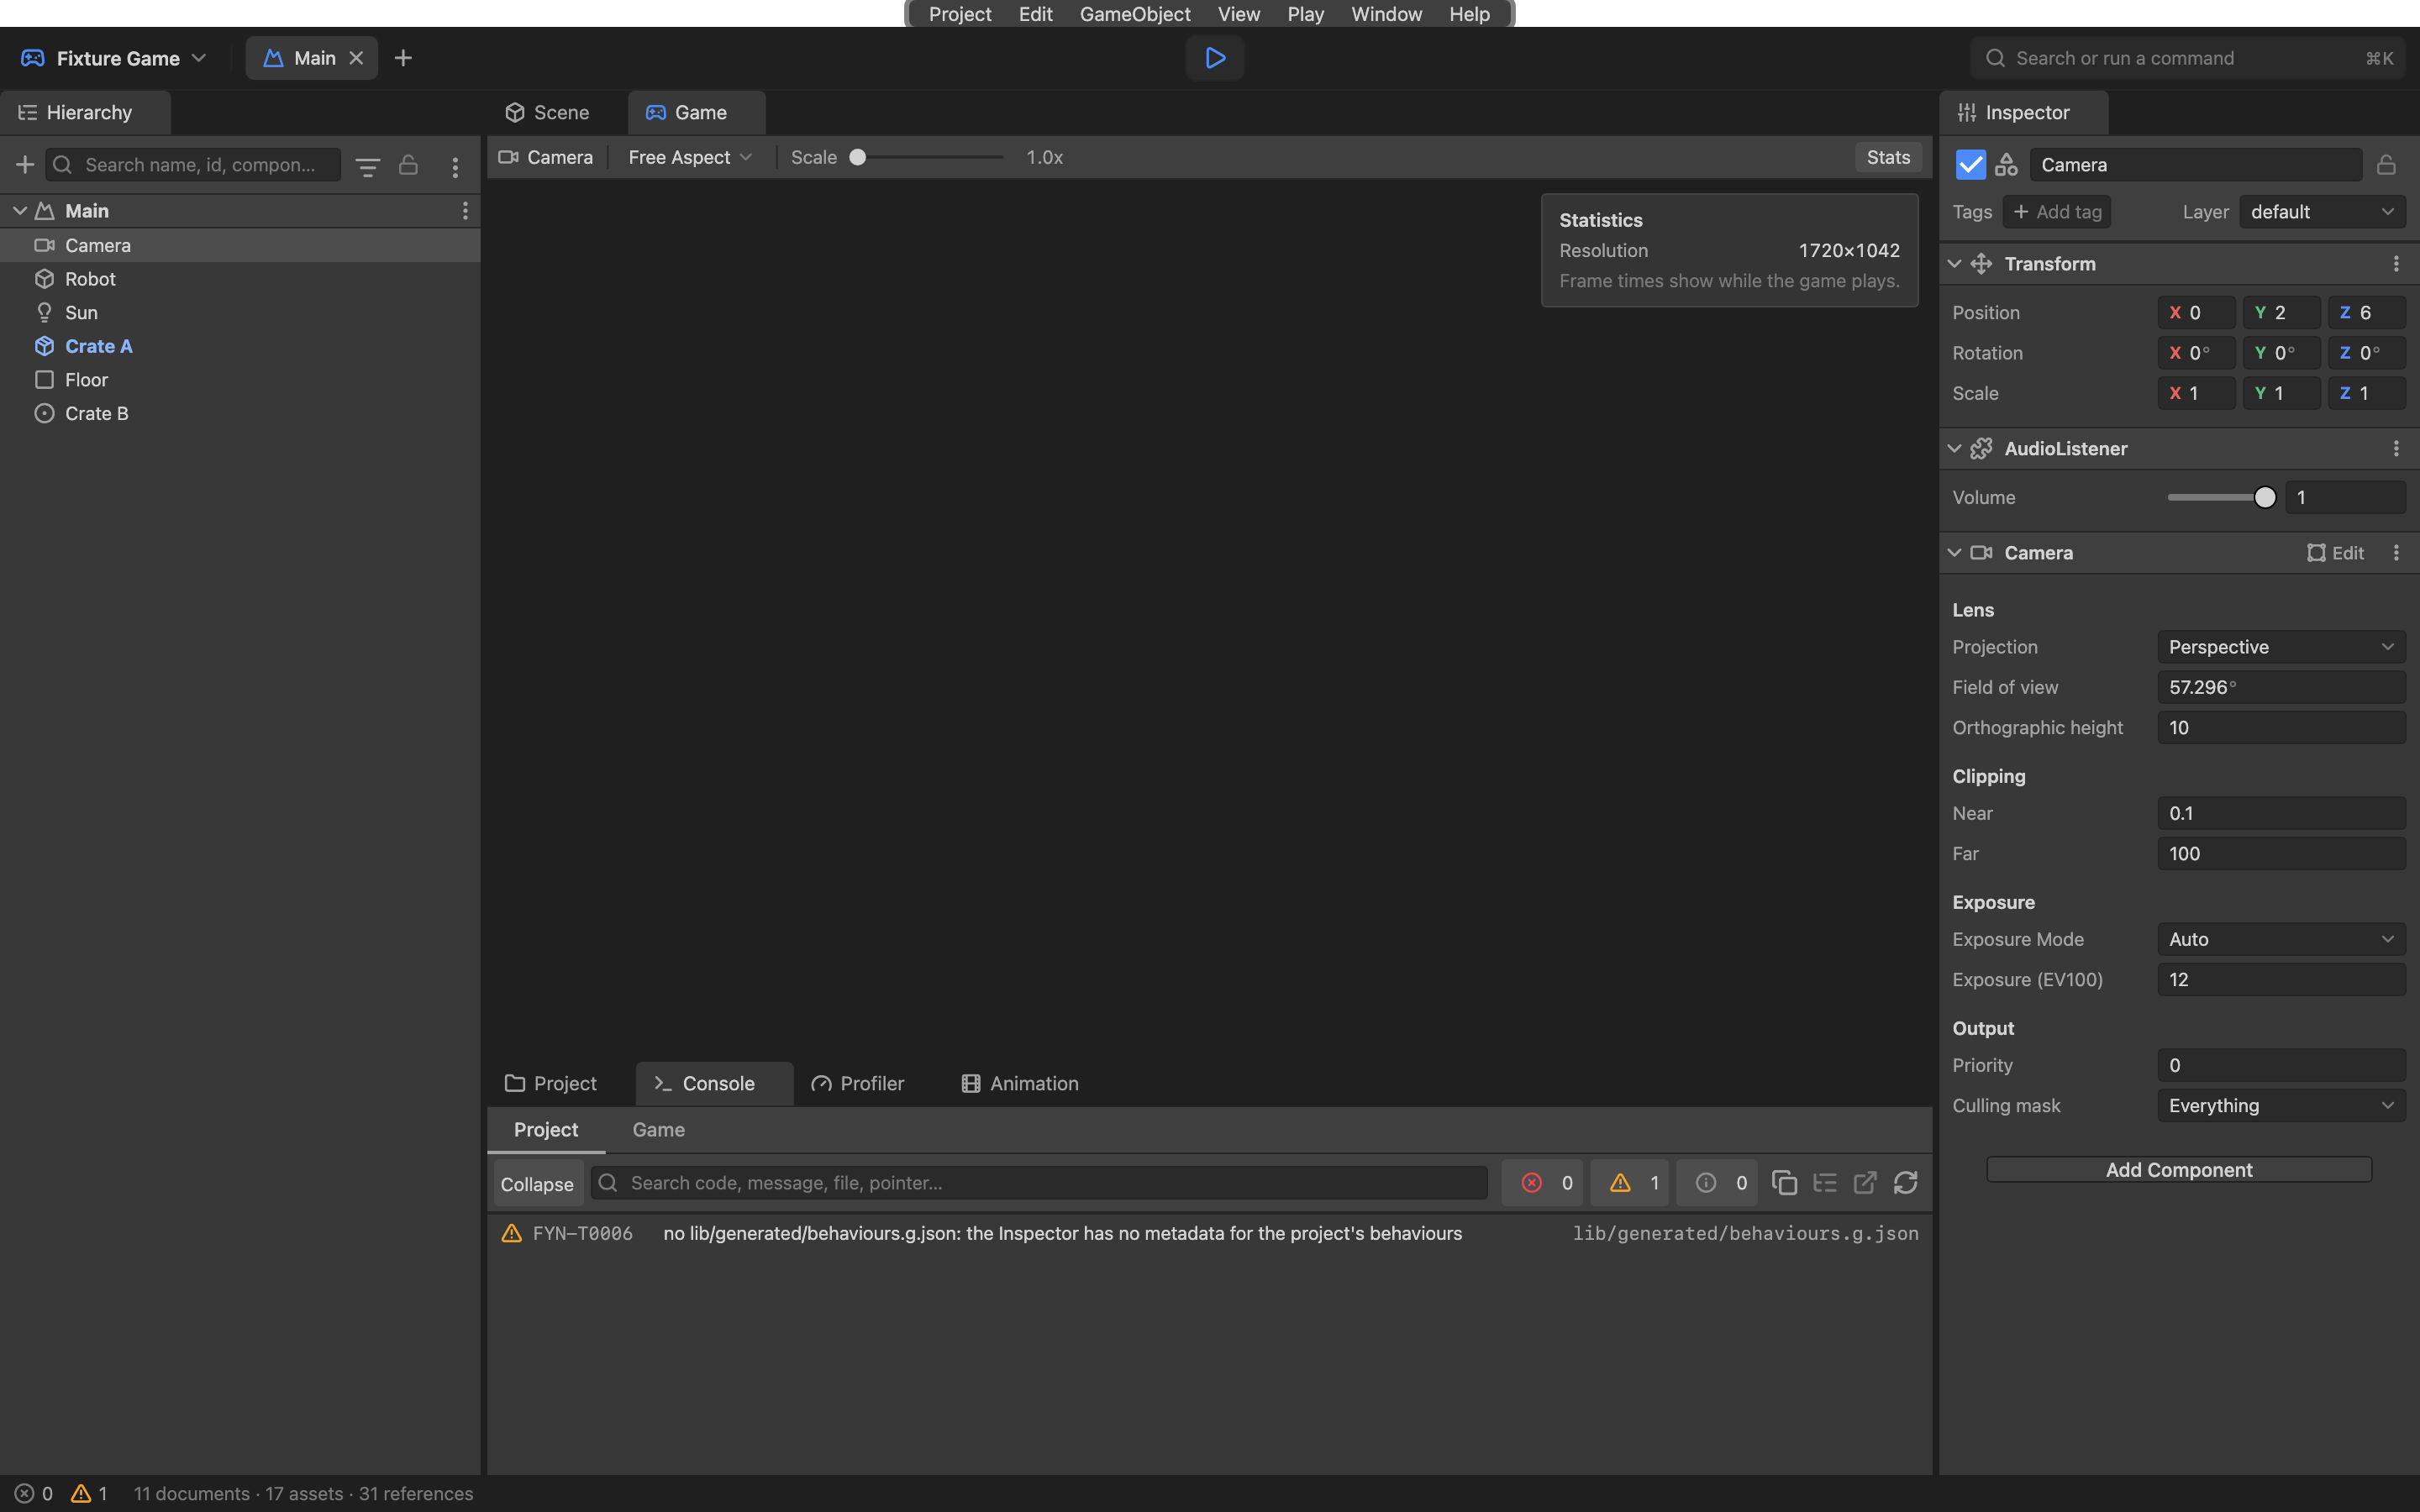 Project Edit GameObject View Play Window Help
Fixture Game
Main
Search or run a command ⌘K
Hierarchy
Search name, id, compon...
Main
Camera
Robot
Sun
Crate A
Floor
Crate B
Scene
Game
Camera
Free Aspect
Scale
1.0x
Stats
Statistics
Resolution 1720×1042
Frame times show while the game plays.
Project
Console
Profiler
Animation
Project
Game
Collapse
Search code, message, file, pointer...
0
1
0
FYN-T0006 no lib/generated/behaviours.g.json: the Inspector has no metadata for the project's behaviours lib/generated/behaviours.g.json
Inspector
Camera
Tags + Add tag Layer default
Transform
Position X 0 Y 2 Z 6
Rotation X 0° Y 0° Z 0°
Scale X 1 Y 1 Z 1
AudioListener
Volume 1
Camera Edit
Lens
Projection Perspective
Field of view 57.296°
Orthographic height 10
Clipping
Near 0.1
Far 100
Exposure
Exposure Mode Auto
Exposure (EV100) 12
Output
Priority 0
Culling mask Everything
Add Component
0 1 11 documents · 17 assets · 31 references